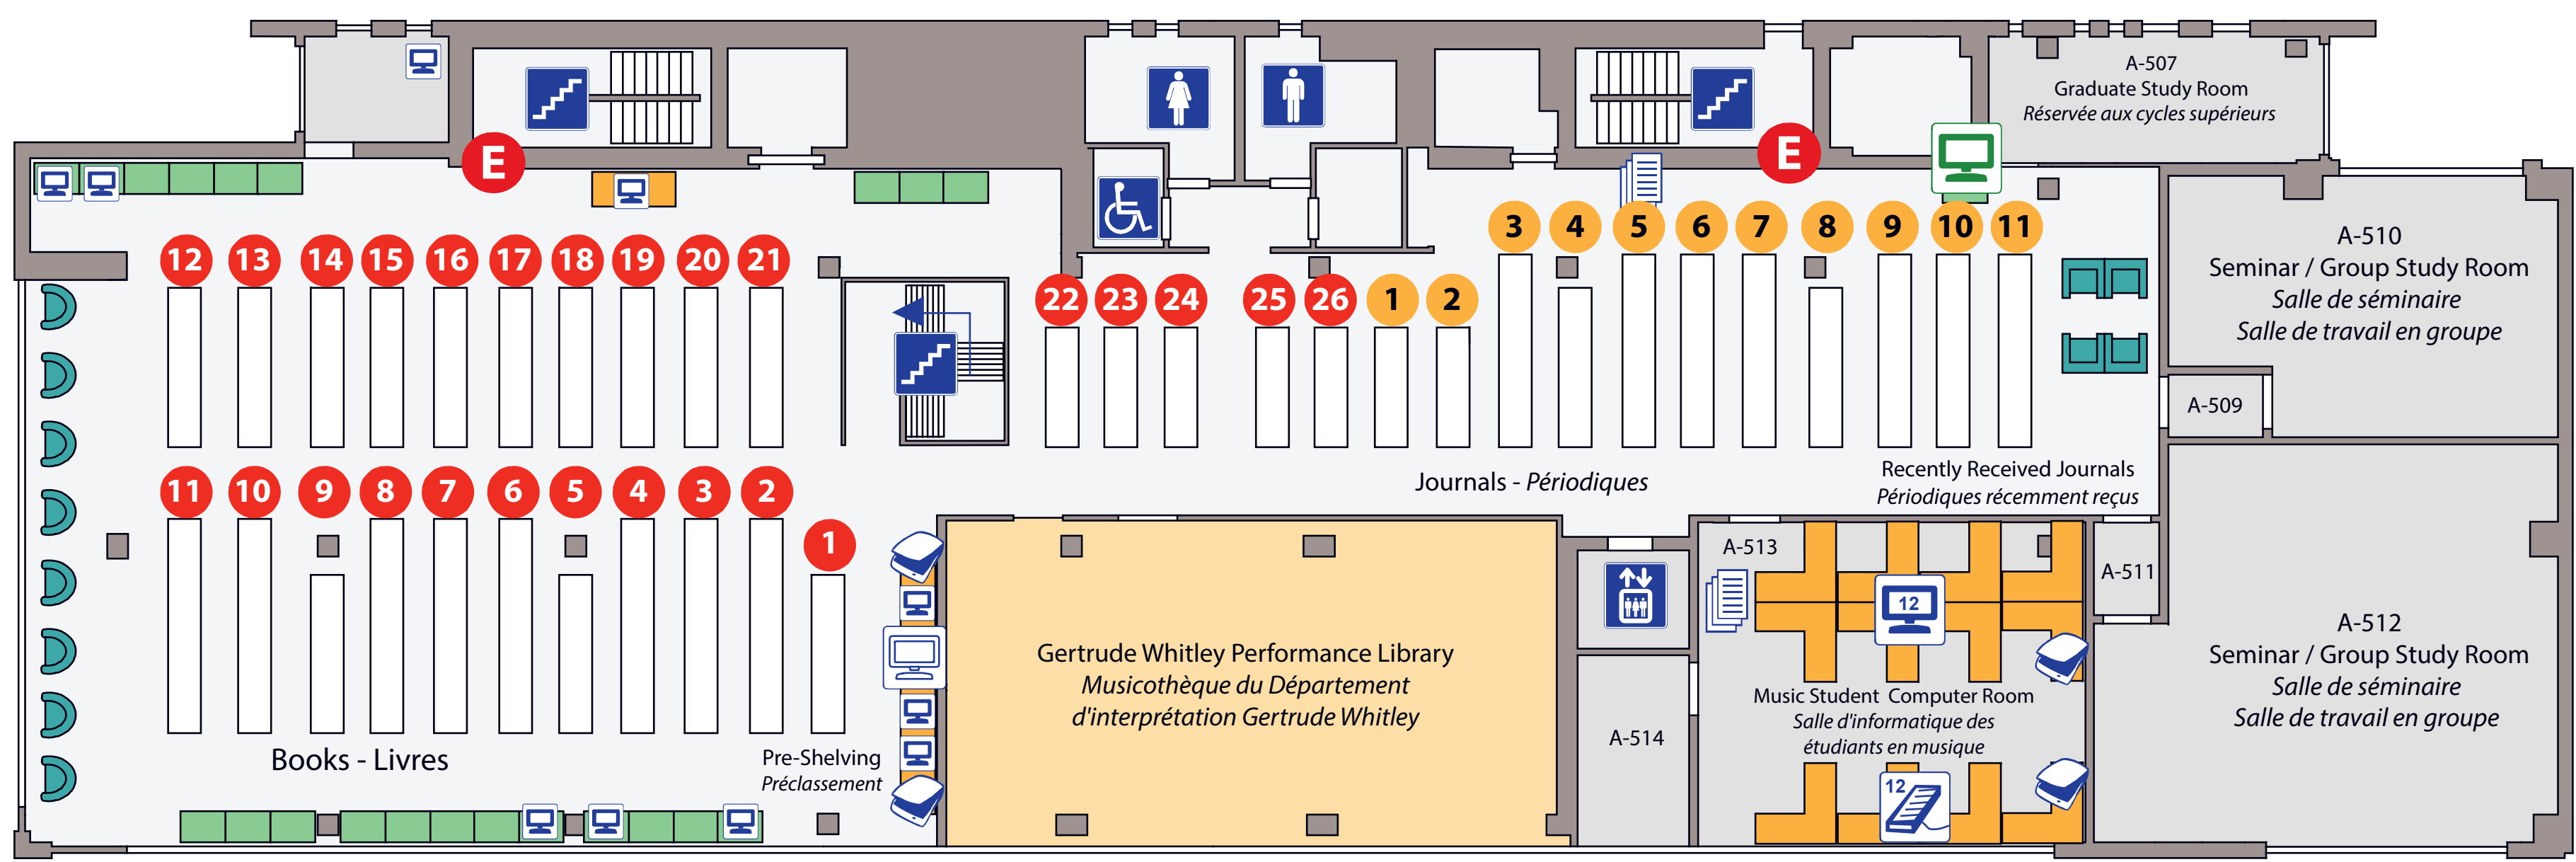 A-507
Graduate Study Room
Réservée aux cycles supérieurs
E
E
3 4 5 6 7 8 9 10 11
12 13 14 15 16 17 18 19 20 21
22 23 24 25 26 1 2
A-510
Seminar / Group Study Room
Salle de séminaire
Salle de travail en groupe
A-509
11 10 9 8 7 6 5 4 3 2
1
Journals - Périodiques
Recently Received Journals
Périodiques récemment reçus
A-513
A-511
12
Gertrude Whitley Performance Library
Musicothèque du Département
d'interprétation Gertrude Whitley
A-512
Seminar / Group Study Room
Salle de séminaire
Salle de travail en groupe
Music Student Computer Room
Salle d'informatique des
étudiants en musique
A-514
Books - Livres
Pre-Shelving
Préclassement
12